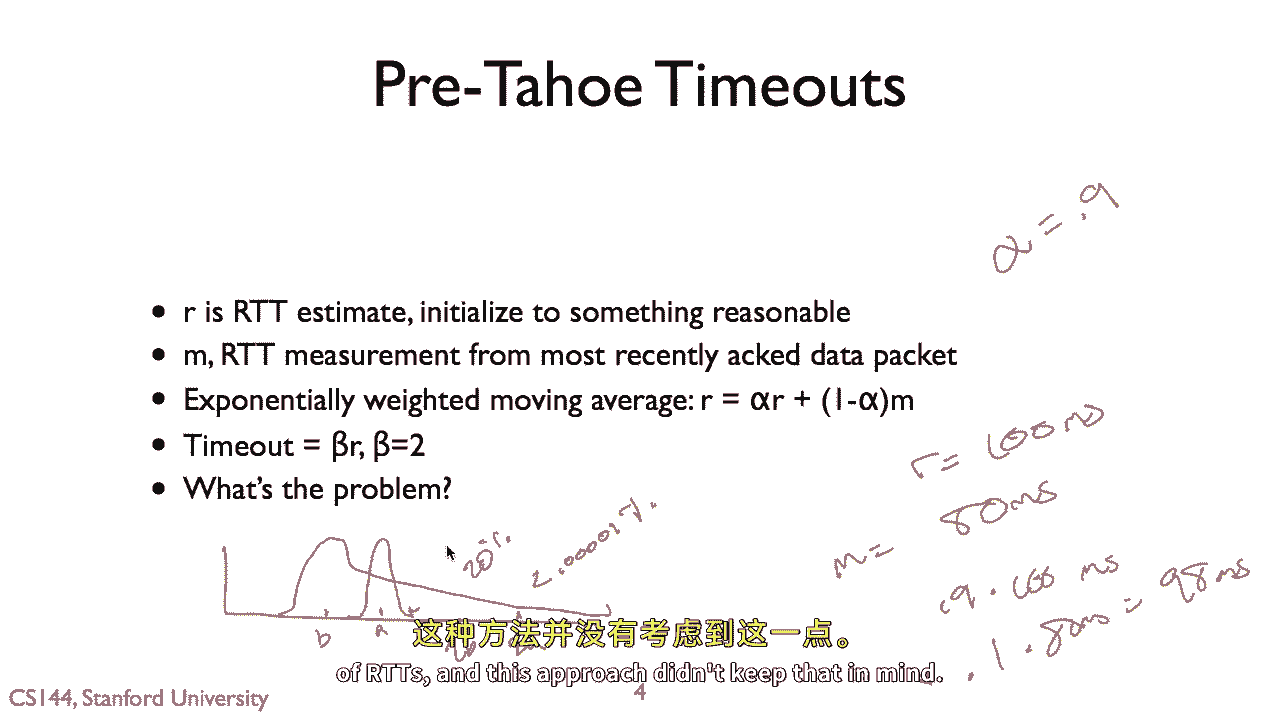 Pre-Tahoe Timeouts
α = .9
• r is RTT estimate, initialize to something reasonable
• m, RTT measurement from most recently acked data packet
• Exponentially weighted moving average: r = αr + (1-α)m
• Timeout = βr, β=2
• What's the problem?
r = 100ms
m = 80ms
.9 . 100 ms
.1 . 80ms = 98ms
20%
b a
这种方法并没有考虑到这一点。
of RTTs, and this approach didn't keep that in mind.
CS144, Stanford University
4